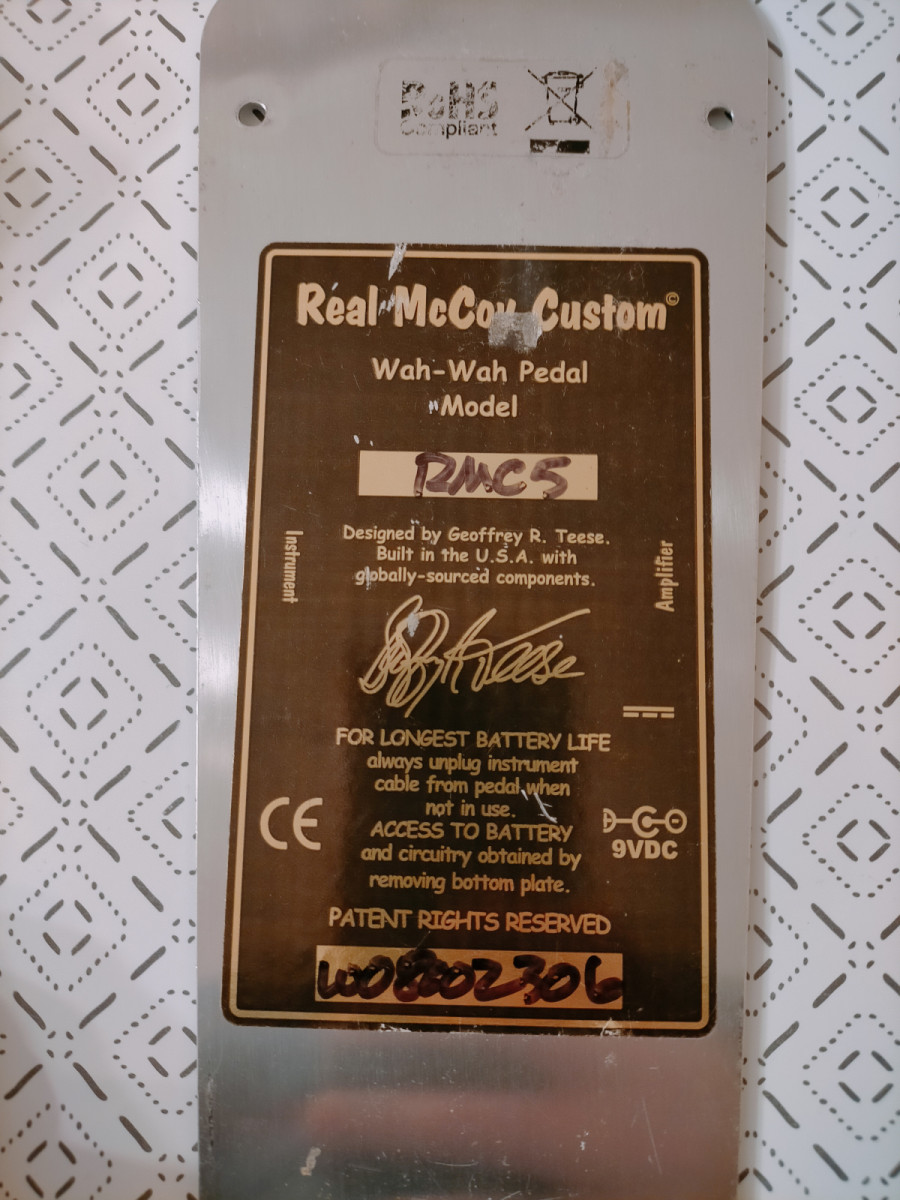 RoHS
Compliant
Real McCoy Custom©
Wah-Wah Pedal
Model
RMC5
Designed by Geoffrey R. Teese.
Built in the U.S.A. with
globally-sourced components.
Instrument
Amplifier
Geoffrey R Teese
FOR LONGEST BATTERY LIFE
always unplug instrument
cable from pedal when
not in use.
ACCESS TO BATTERY
and circuitry obtained by
removing bottom plate.
CE
9VDC
PATENT RIGHTS RESERVED